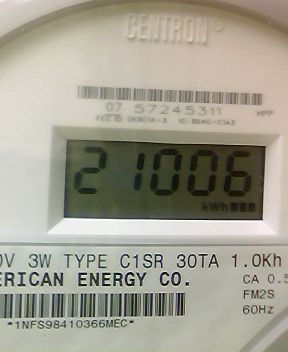 CENTRON®
07 57245311 HPP
21006
kWh
0V 3W TYPE C1SR 30TA 1.0Kh
ERICAN ENERGY CO. CA 0.5
FM2S
*1NFS98410366MEC* 60Hz